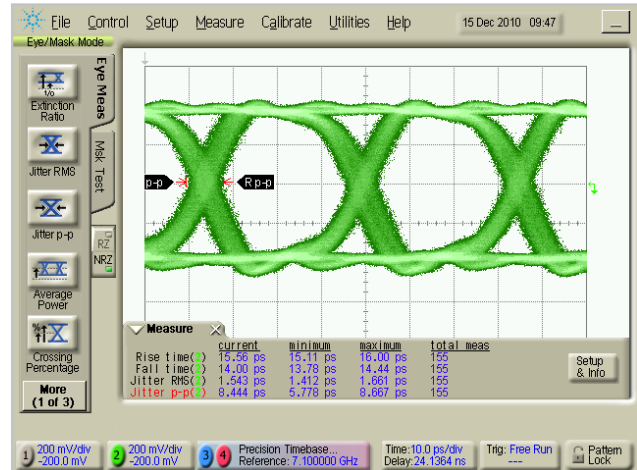 File Control Setup Measure Calibrate Utilities Help 15 Dec 2010 09:47
Eye/Mask Mode
Eye Meas
Msk Test
Extinction
Ratio
Jitter RMS
Jitter p-p
Average
Power
Crossing
Percentage
More
(1 of 3)
RZ
NRZ
p-p
R p-p
Measure
current minimum maximum total meas
Rise time(2) 15.56 ps 15.11 ps 16.00 ps 155
Fall time(2) 14.00 ps 13.78 ps 14.44 ps 155
Jitter RMS(2) 1.543 ps 1.412 ps 1.661 ps 155
Jitter p-p(2) 8.444 ps 5.778 ps 8.667 ps 155
Setup
& Info
1 200 mV/div
-200.0 mV
2 200 mV/div
-200.0 mV
3 4 Precision Timebase...
Reference: 7.100000 GHz
Time:10.0 ps/div
Delay:24.1364 ns
Trig: Free Run
---
Pattern
Lock